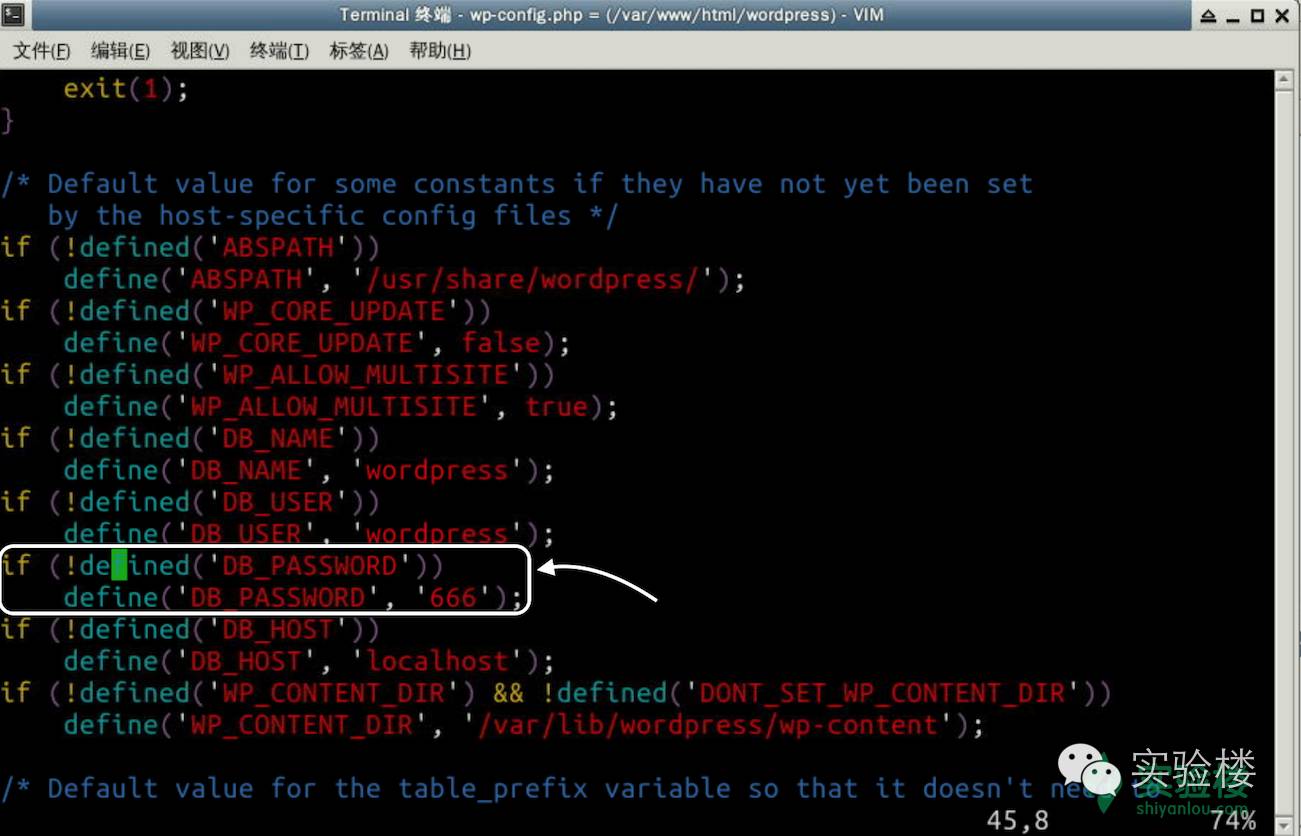 Terminal 终端 - wp-config.php = (/var/www/html/wordpress) - VIM
文件(F) 编辑(E) 视图(V) 终端(T) 标签(A) 帮助(H)
    exit(1);
}

/* Default value for some constants if they have not yet been set
   by the host-specific config files */
if (!defined('ABSPATH'))
    define('ABSPATH', '/usr/share/wordpress/');
if (!defined('WP_CORE_UPDATE'))
    define('WP_CORE_UPDATE', false);
if (!defined('WP_ALLOW_MULTISITE'))
    define('WP_ALLOW_MULTISITE', true);
if (!defined('DB_NAME'))
    define('DB_NAME', 'wordpress');
if (!defined('DB_USER'))
    define('DB_USER', 'wordpress');
if (!defined('DB_PASSWORD'))
    define('DB_PASSWORD', '666');
if (!defined('DB_HOST'))
    define('DB_HOST', 'localhost');
if (!defined('WP_CONTENT_DIR') && !defined('DONT_SET_WP_CONTENT_DIR'))
    define('WP_CONTENT_DIR', '/var/lib/wordpress/wp-content');

/* Default value for the table_prefix variable so that it doesn't
实验楼
实验楼
shiyanlou.com
45,8 74%